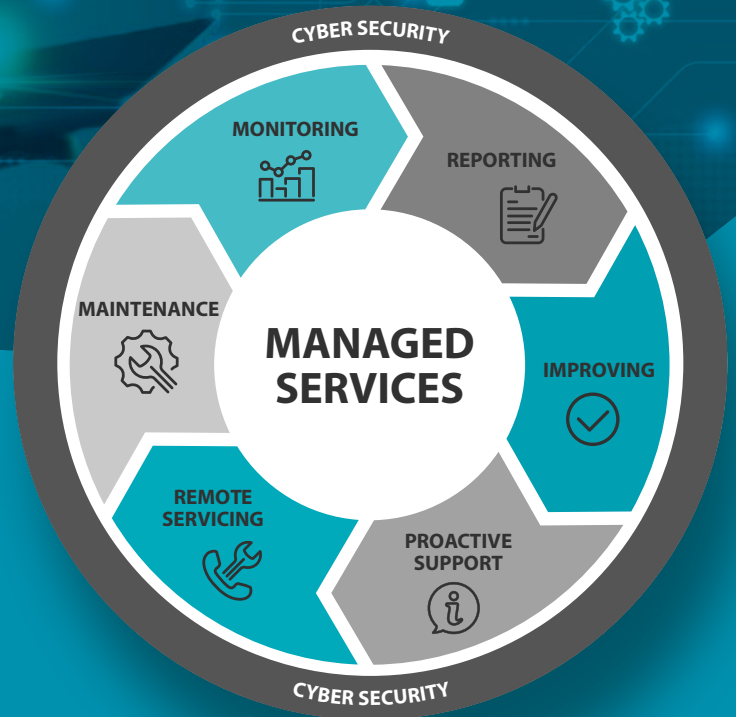 CYBER SECURITY
MONITORING
REPORTING
MAINTENANCE
MANAGED
SERVICES
IMPROVING
REMOTE
SERVICING
PROACTIVE
SUPPORT
CYBER SECURITY